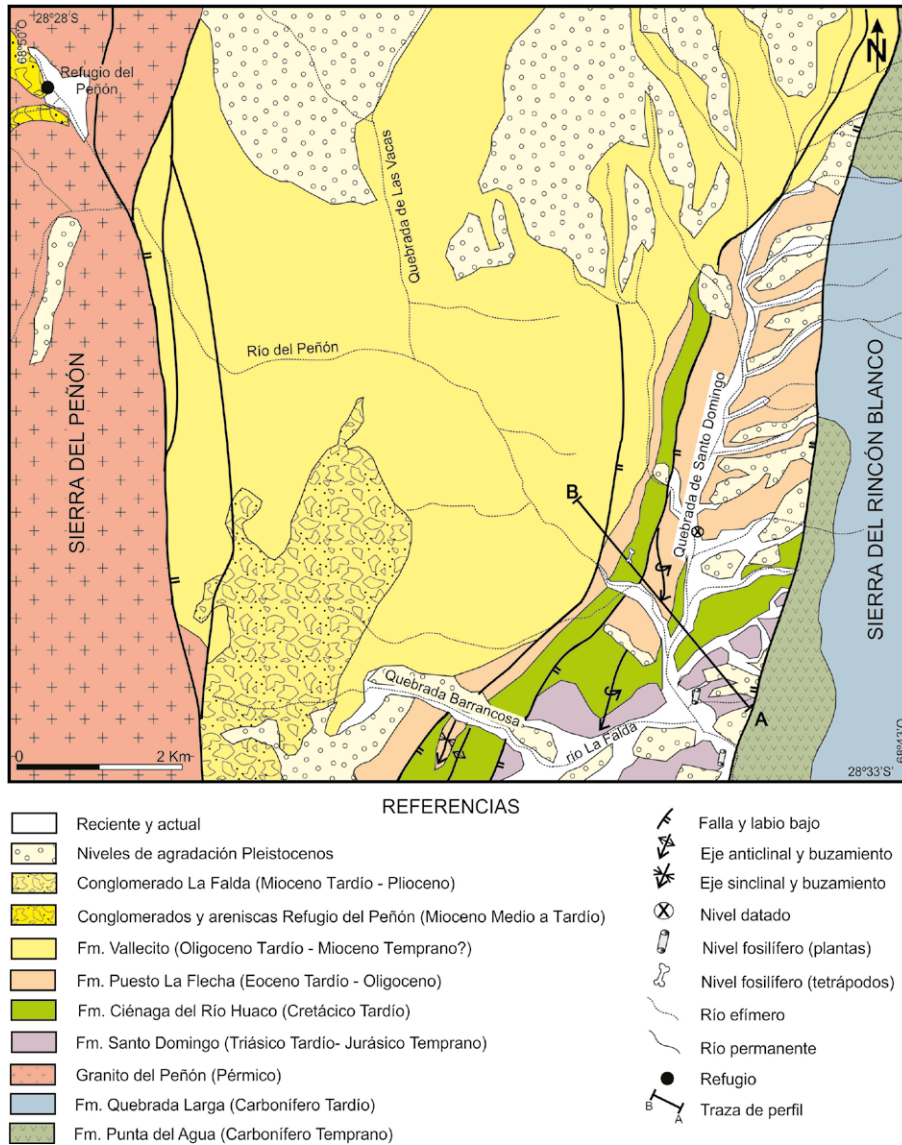 28º28'S
68º50'O
N
Refugio del
Peñón
Quebrada de Las Vacas
Río del Peñón
SIERRA DEL PEÑÓN
Quebrada de Santo Domingo
SIERRA DEL RINCÓN BLANCO
B
A
Quebrada Barrancosa
río La Falda
0 2 Km
68º43'O
28º33'S'
REFERENCIAS
Reciente y actual
Niveles de agradación Pleistocenos
Conglomerado La Falda (Mioceno Tardío - Plioceno)
Conglomerados y areniscas Refugio del Peñón (Mioceno Medio a Tardío)
Fm. Vallecito (Oligoceno Tardío - Mioceno Temprano?)
Fm. Puesto La Flecha (Eoceno Tardío - Oligoceno)
Fm. Ciénaga del Río Huaco (Cretácico Tardío)
Fm. Santo Domingo (Triásico Tardío- Jurásico Temprano)
Granito del Peñón (Pérmico)
Fm. Quebrada Larga (Carbonífero Tardío)
Fm. Punta del Agua (Carbonífero Temprano)
Falla y labio bajo
Eje anticlinal y buzamiento
Eje sinclinal y buzamiento
Nivel datado
Nivel fosilífero (plantas)
Nivel fosilífero (tetrápodos)
Río efímero
Río permanente
Refugio
B A Traza de perfil